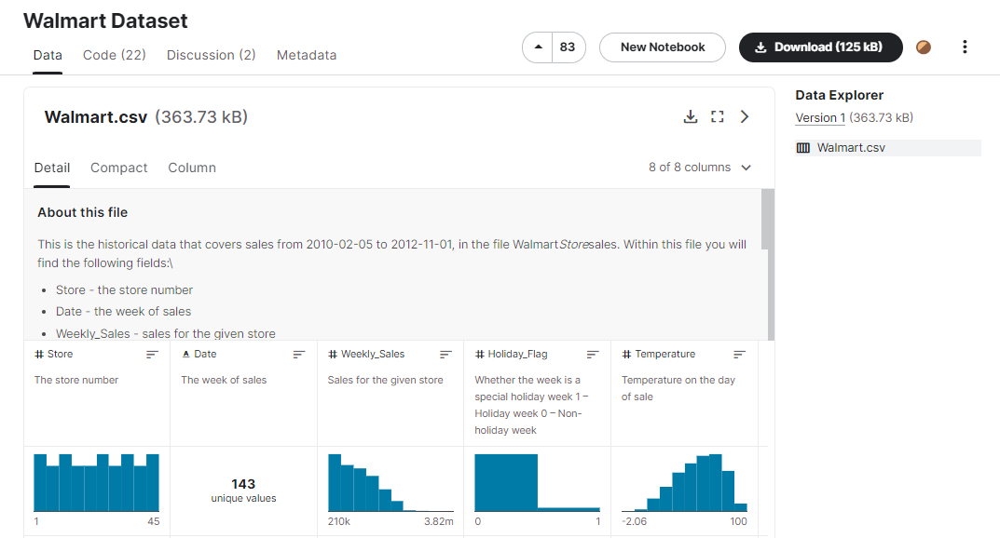 Walmart Dataset
Data Code (22) Discussion (2) Metadata
83
New Notebook
Download (125 kB)
Walmart.csv (363.73 kB)
Detail Compact Column
8 of 8 columns
About this file
This is the historical data that covers sales from 2010-02-05 to 2012-11-01, in the file WalmartStoresales. Within this file you will
find the following fields:\
• Store - the store number
• Date - the week of sales
• Weekly_Sales - sales for the given store
# Store
The store number
1 45
A Date
The week of sales
143
unique values
# Weekly_Sales
Sales for the given store
210k 3.82m
# Holiday_Flag
Whether the week is a
special holiday week 1 –
Holiday week 0 – Non-
holiday week
0 1
# Temperature
Temperature on the day
of sale
-2.06 100
Data Explorer
Version 1 (363.73 kB)
Walmart.csv